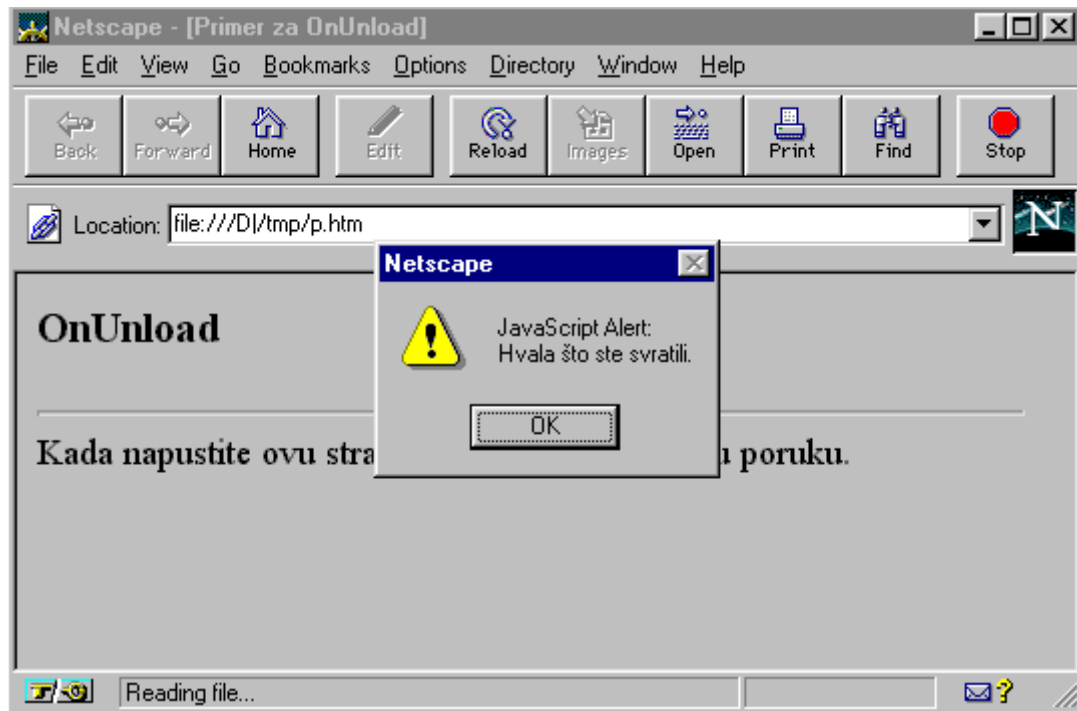 Netscape - [Primer za OnUnload]
File Edit View Go Bookmarks Options Directory Window Help
Back Forward Home Edit Reload Images Open Print Find Stop
Location: file:///D|/tmp/p.htm
N
Netscape
JavaScript Alert:
Hvala što ste svratili.
OK
OnUnload
Kada napustite ovu poruku.
Reading file...